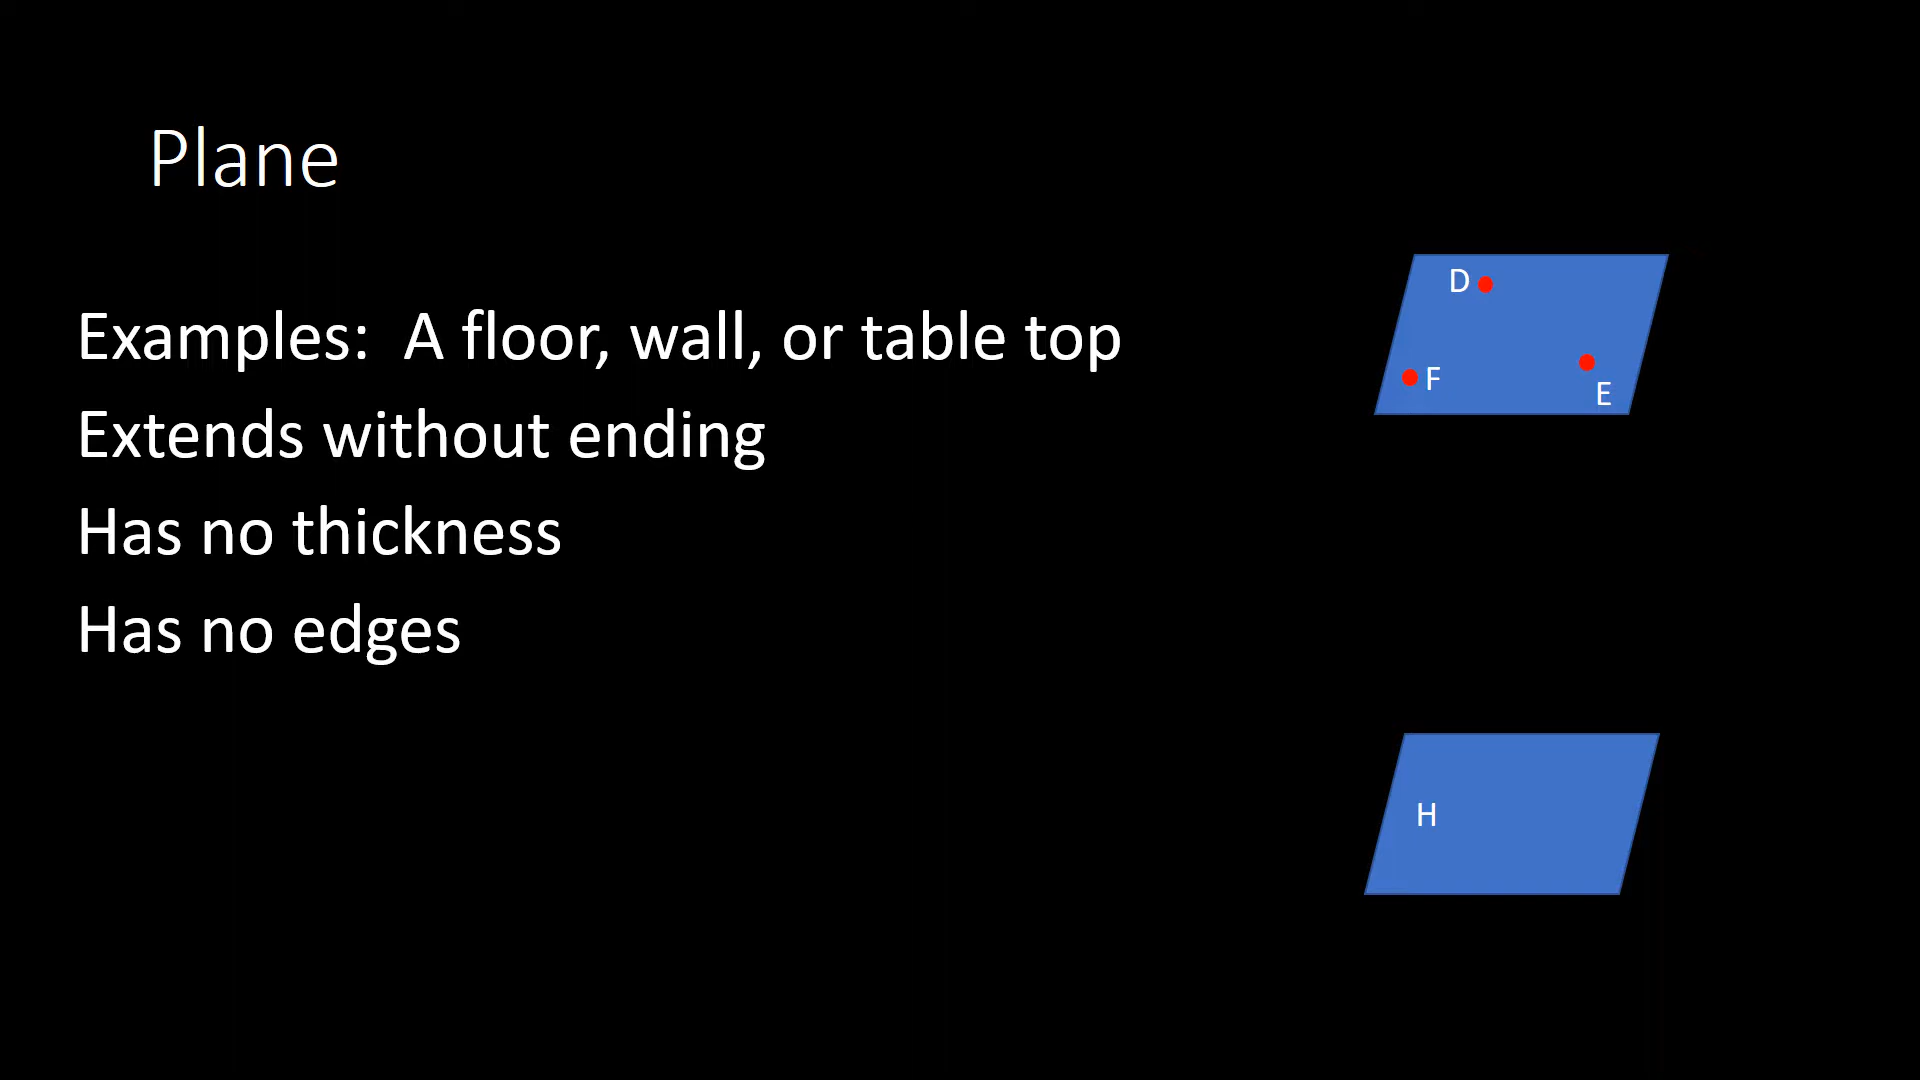 Plane
Examples:  A floor, wall, or table top
Extends without ending
Has no thickness
Has no edges
D
F
E
H